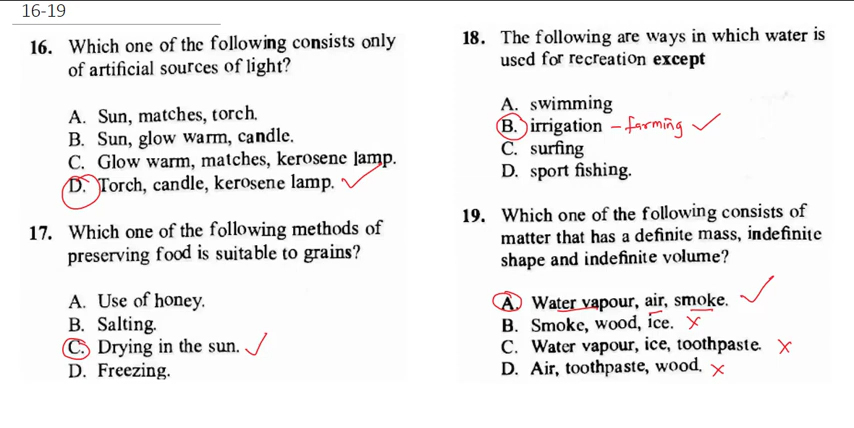 16-19
16. Which one of the following consists only
of artificial sources of light?
A. Sun, matches, torch.
B. Sun, glow warm, candle.
C. Glow warm, matches, kerosene lamp.
D. Torch, candle, kerosene lamp.
17. Which one of the following methods of
preserving food is suitable to grains?
A. Use of honey.
B. Salting.
C. Drying in the sun.
D. Freezing.
18. The following are ways in which water is
used for recreation except
A. swimming
B. irrigation - farming
C. surfing
D. sport fishing.
19. Which one of the following consists of
matter that has a definite mass, indefinite
shape and indefinite volume?
A. Water vapour, air, smoke.
B. Smoke, wood, ice.
C. Water vapour, ice, toothpaste.
D. Air, toothpaste, wood.